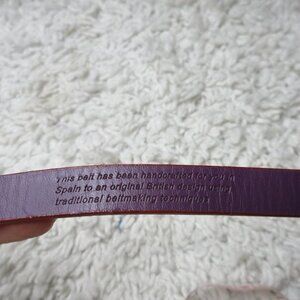 This belt has been handcrafted for you in
Spain to an original British design using
traditional beltmaking techniques